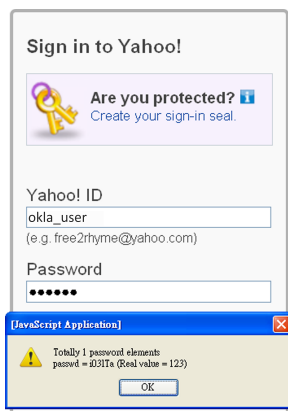 Sign in to Yahoo!
Are you protected?
Create your sign-in seal.
Yahoo! ID
okla_user
(e.g. free2rhyme@yahoo.com)
Password
●●●●●●
[JavaScript Application]
Totally 1 password elements
passwd = i03lTa (Real value = 123)
OK